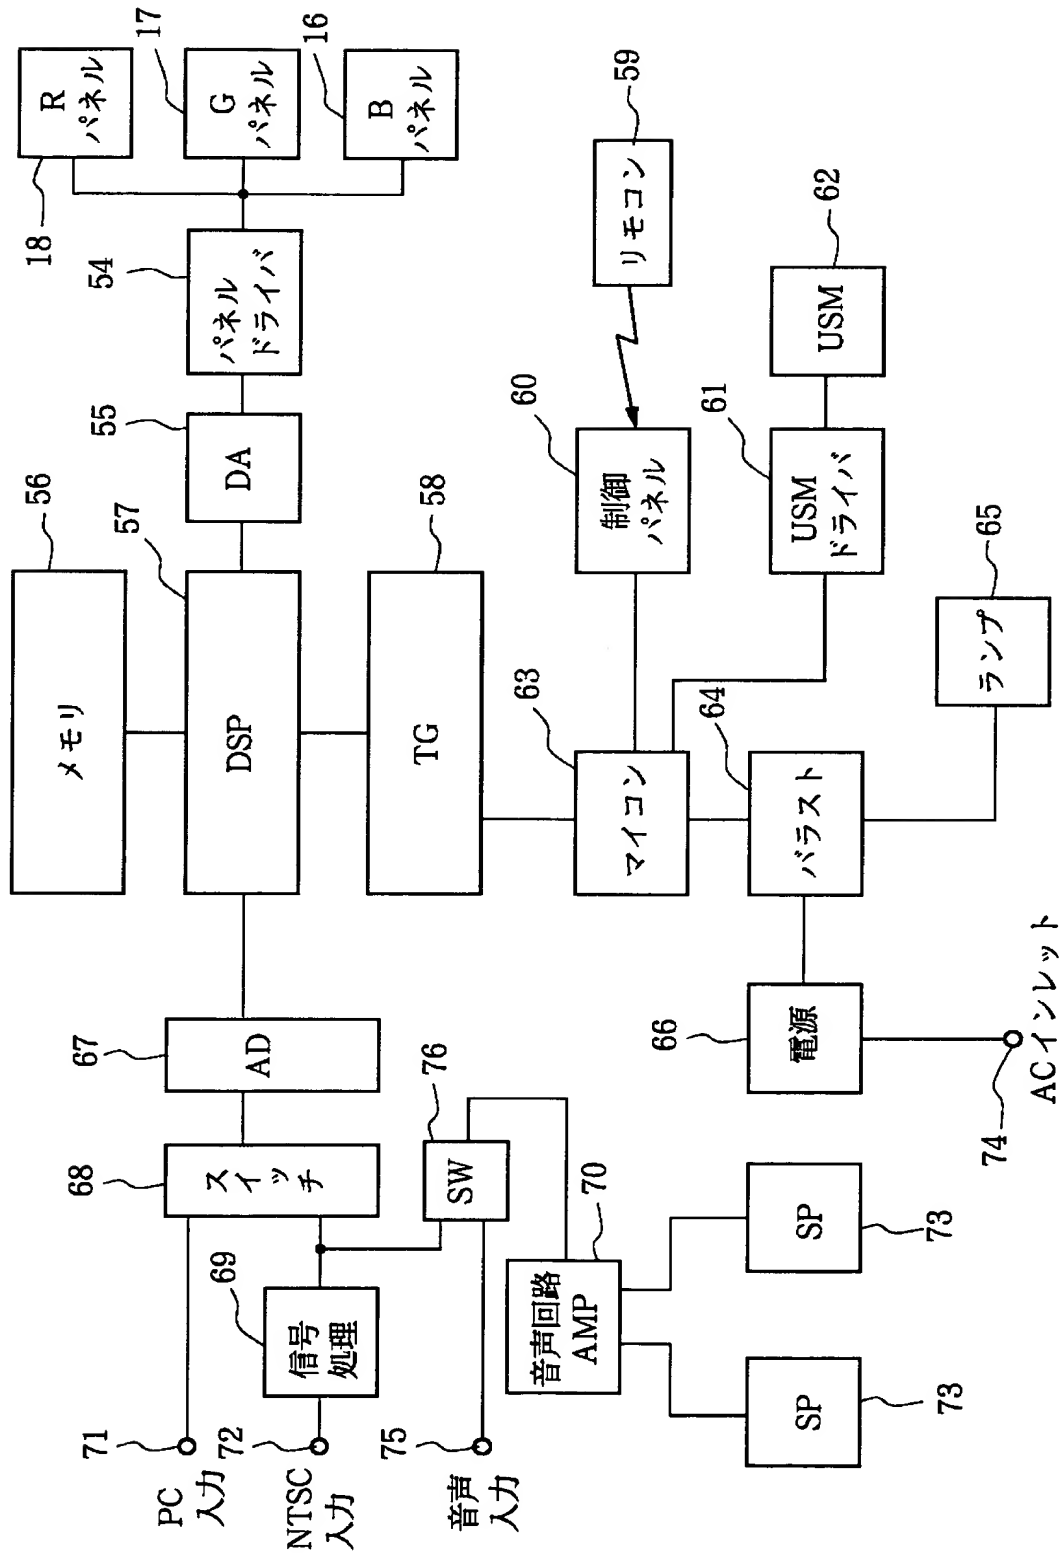 56
メモリ
57
DSP
58
TG
55
DA
54
パネル
ドライバ
18
R
パネル
17
G
パネル
16
B
パネル
67
AD
68
スイッチ
69
信号
処理
71
PC
入力
72
NTSC
入力
75
音声
入力
76
SW
70
音声回路
AMP
73
SP
73
SP
63
マイコン
60
制御
パネル
59
リモコン
61
USM
ドライバ
62
USM
64
バラスト
65
ランプ
66
電源
74
ACインレット